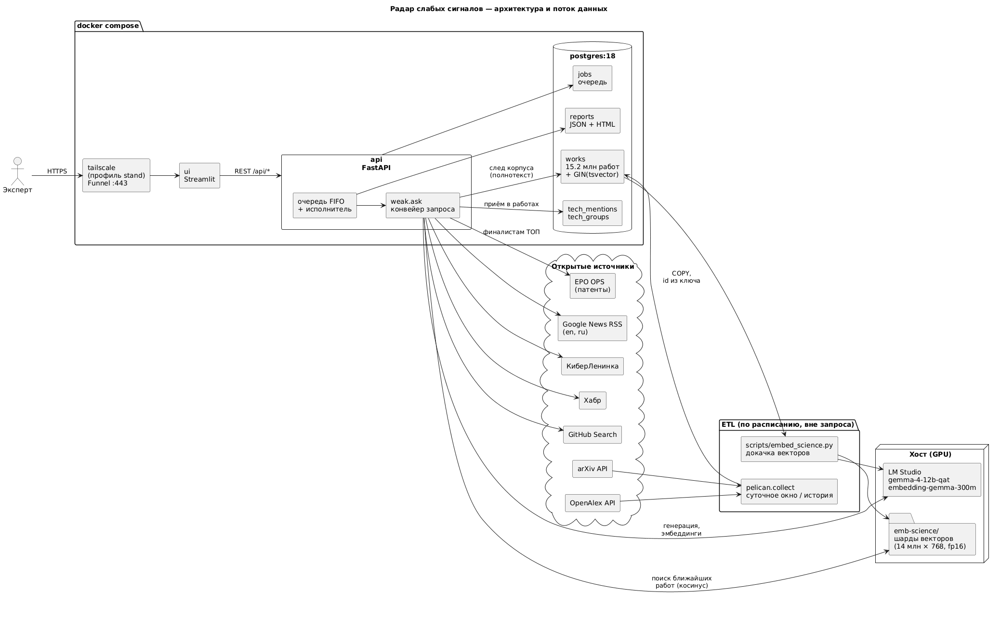 Радар слабых сигналов — архитектура и поток данных
docker compose
postgres:18
jobs
очередь
reports
JSON + HTML
works
15.2 млн работ
+ GIN(tsvector)
tech_mentions
tech_groups
Эксперт
HTTPS
tailscale
(профиль stand)
Funnel :443
ui
Streamlit
REST /api/*
api
FastAPI
очередь FIFO
+ исполнитель
weak.ask
конвейер запроса
след корпуса
(полнотекст)
приём в работах
финалистам ТОП
Открытые источники
EPO OPS
(патенты)
Google News RSS
(en, ru)
КиберЛенинка
Хабр
GitHub Search
arXiv API
OpenAlex API
COPY,
id из ключа
ETL (по расписанию, вне запроса)
scripts/embed_science.py
докачка векторов
pelican.collect
суточное окно / история
Хост (GPU)
LM Studio
gemma-4-12b-qat
embedding-gemma-300m
emb-science/
шарды векторов
(14 млн × 768, fp16)
генерация,
эмбеддинги
поиск ближайших
работ (косинус)